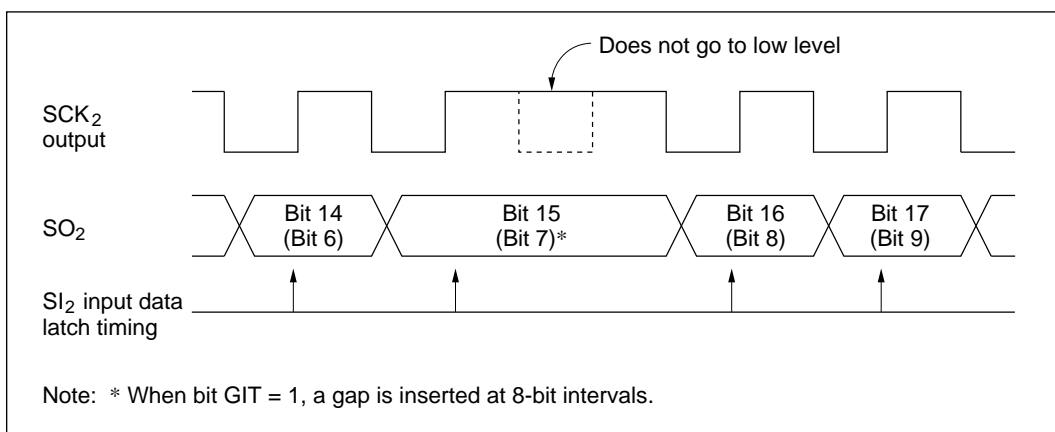 Does not go to low level
SCK2
output
SO2
Bit 14
(Bit 6)
Bit 15
(Bit 7)*
Bit 16
(Bit 8)
Bit 17
(Bit 9)
SI2 input data
latch timing
Note: * When bit GIT = 1, a gap is inserted at 8-bit intervals.